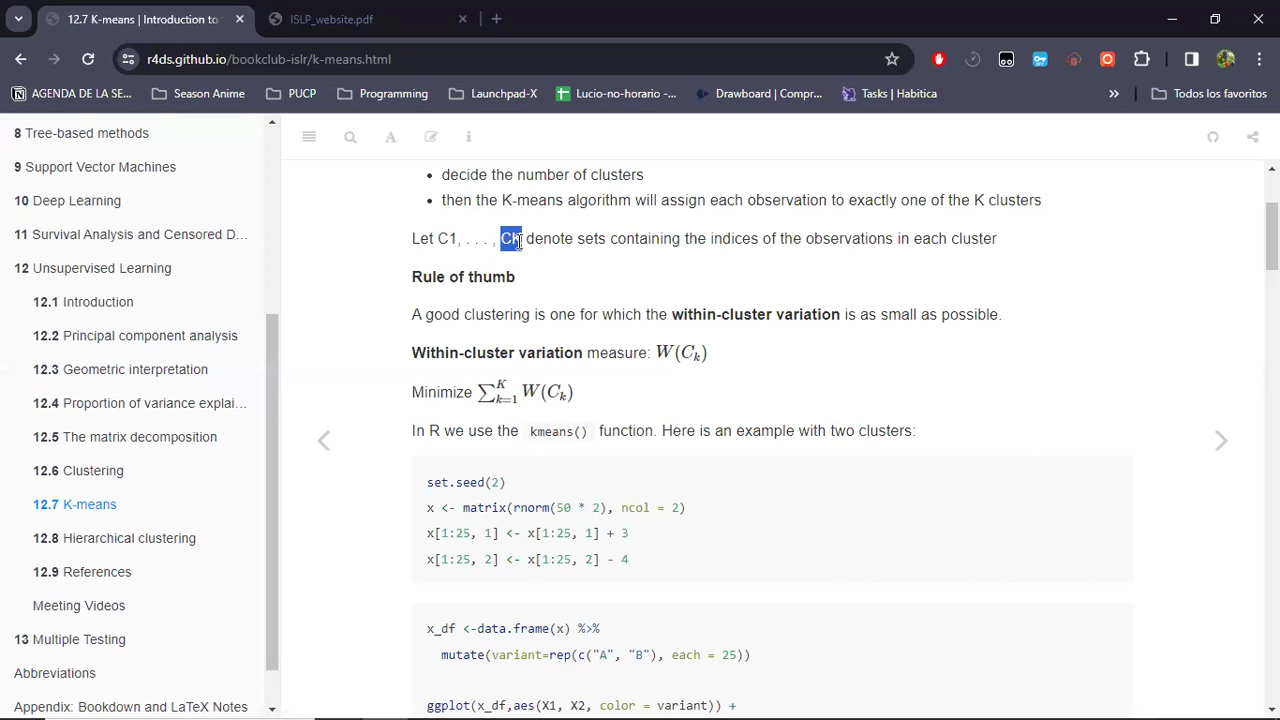 12.7 K-means | Introduction to
ISLP_website.pdf
r4ds.github.io/bookclub-islr/k-means.html
AGENDA DE LA SE...
Season Anime
PUCP
Programming
Launchpad-X
Lucio-no-horario -...
Drawboard | Compr...
Tasks | Habitica
»
Todos los favoritos
8 Tree-based methods
9 Support Vector Machines
10 Deep Learning
11 Survival Analysis and Censored D...
12 Unsupervised Learning
12.1 Introduction
12.2 Principal component analysis
12.3 Geometric interpretation
12.4 Proportion of variance explai...
12.5 The matrix decomposition
12.6 Clustering
12.7 K-means
12.8 Hierarchical clustering
12.9 References
Meeting Videos
13 Multiple Testing
Abbreviations
Appendix: Bookdown and LaTeX Notes
• decide the number of clusters
• then the K-means algorithm will assign each observation to exactly one of the K clusters
Let C1, . . . , CK denote sets containing the indices of the observations in each cluster
Rule of thumb
A good clustering is one for which the within-cluster variation is as small as possible.
Within-cluster variation measure: W(C_k)
Minimize ∑_{k=1}^{K} W(C_k)
In R we use the kmeans() function. Here is an example with two clusters:
set.seed(2)
x <- matrix(rnorm(50 * 2), ncol = 2)
x[1:25, 1] <- x[1:25, 1] + 3
x[1:25, 2] <- x[1:25, 2] - 4
x_df <-data.frame(x) %>%
mutate(variant=rep(c("A", "B"), each = 25))
ggplot(x_df,aes(X1, X2, color = variant)) +